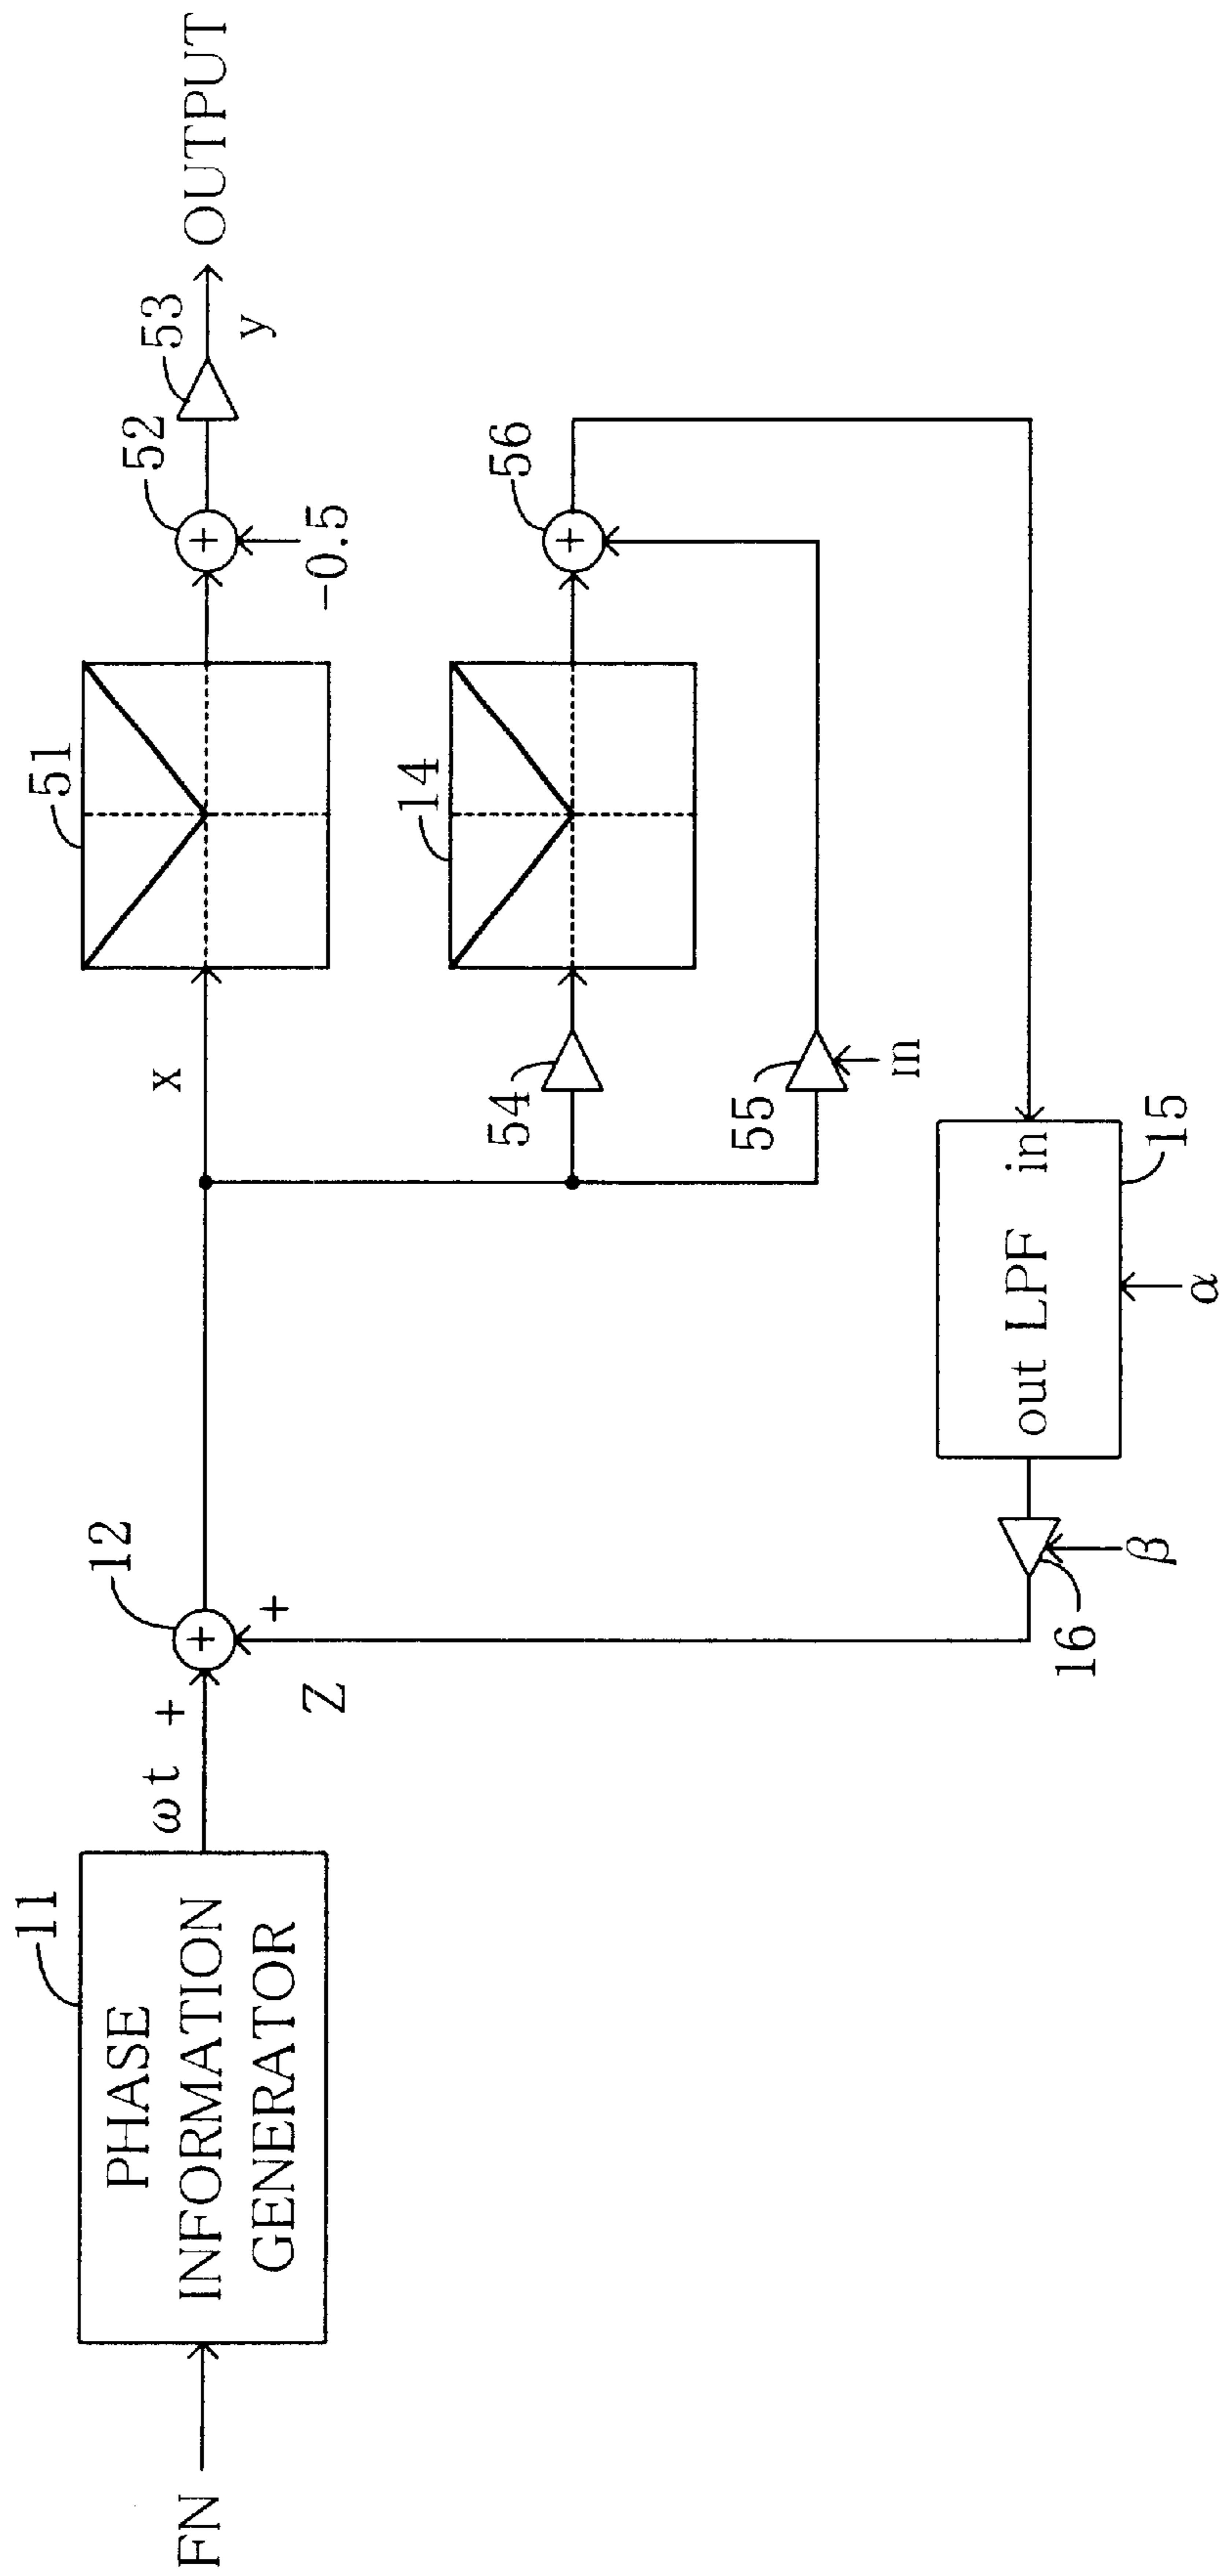 FN
11
PHASE
INFORMATION
GENERATOR
ωt
+
12
+
+
Z
x
51
52
+
-0.5
53
y
OUTPUT
54
14
56
+
55
m
in
out LPF
15
α
16
β